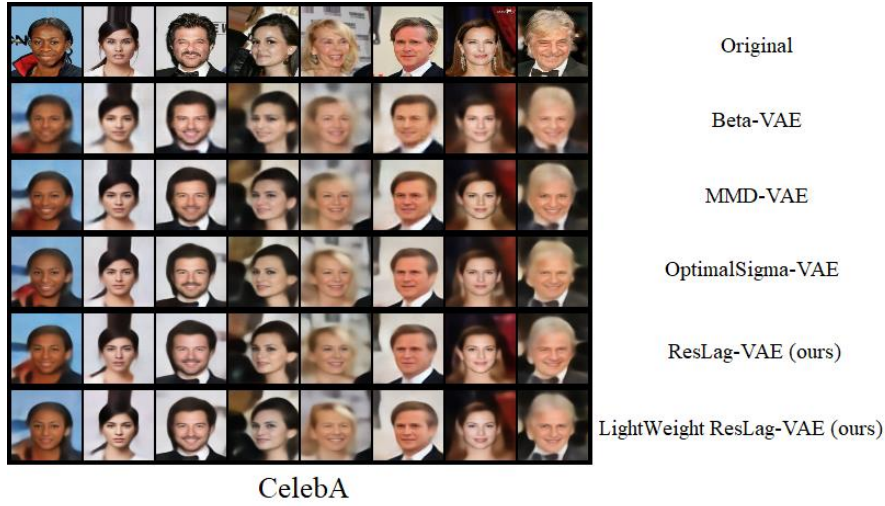 Original
Beta-VAE
MMD-VAE
OptimalSigma-VAE
ResLag-VAE (ours)
LightWeight ResLag-VAE (ours)
CelebA